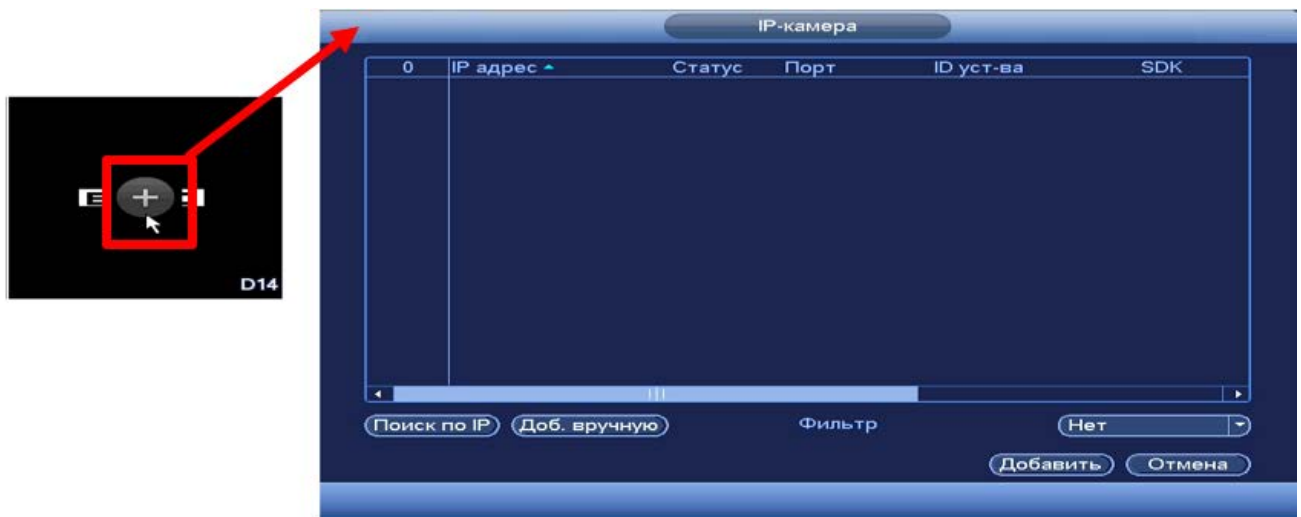 IP-камера
0 IP адрес Статус Порт ID уст-ва SDK
D14
Поиск по IP Доб. вручную Фильтр Нет
Добавить Отмена